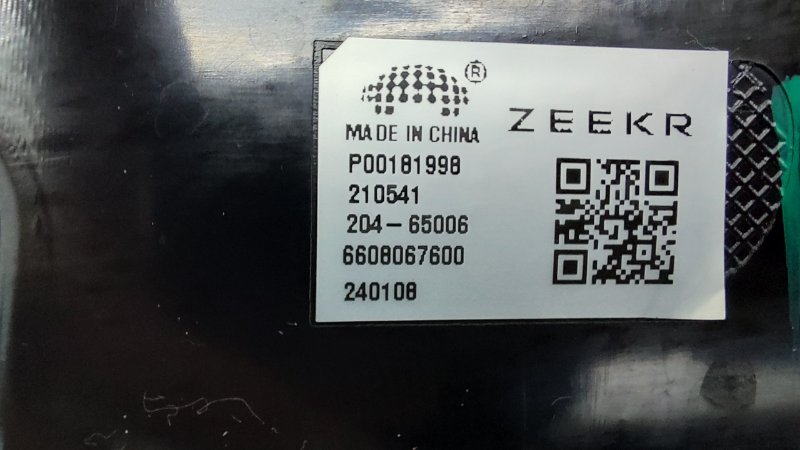 ®
MADE IN CHINA
ZEEKR
P00181998
210541
204-65006
6608067600
240108